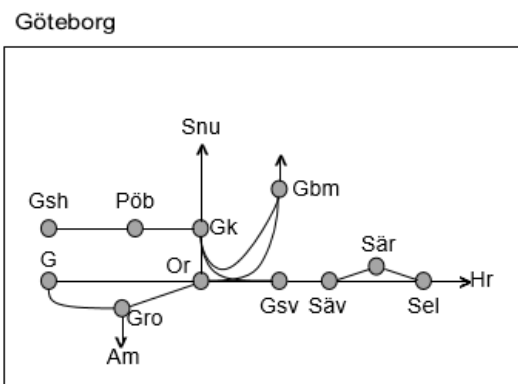 Göteborg
Snu
Gsh Pöb Gk Gbm
G Or Sär
Hr
Gro Gsv Säv Sel
Am